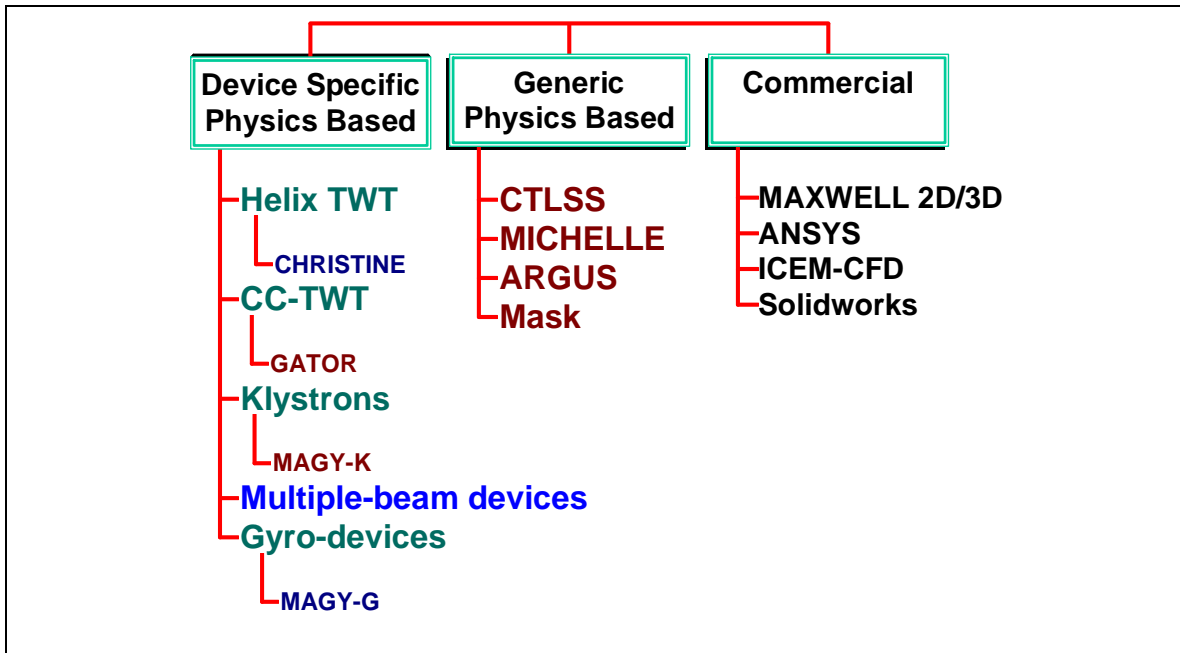 Device Specific
Physics Based
Helix TWT
CHRISTINE
CC-TWT
GATOR
Klystrons
MAGY-K
Multiple-beam devices
Gyro-devices
MAGY-G
Generic
Physics Based
CTLSS
MICHELLE
ARGUS
Mask
Commercial
MAXWELL 2D/3D
ANSYS
ICEM-CFD
Solidworks